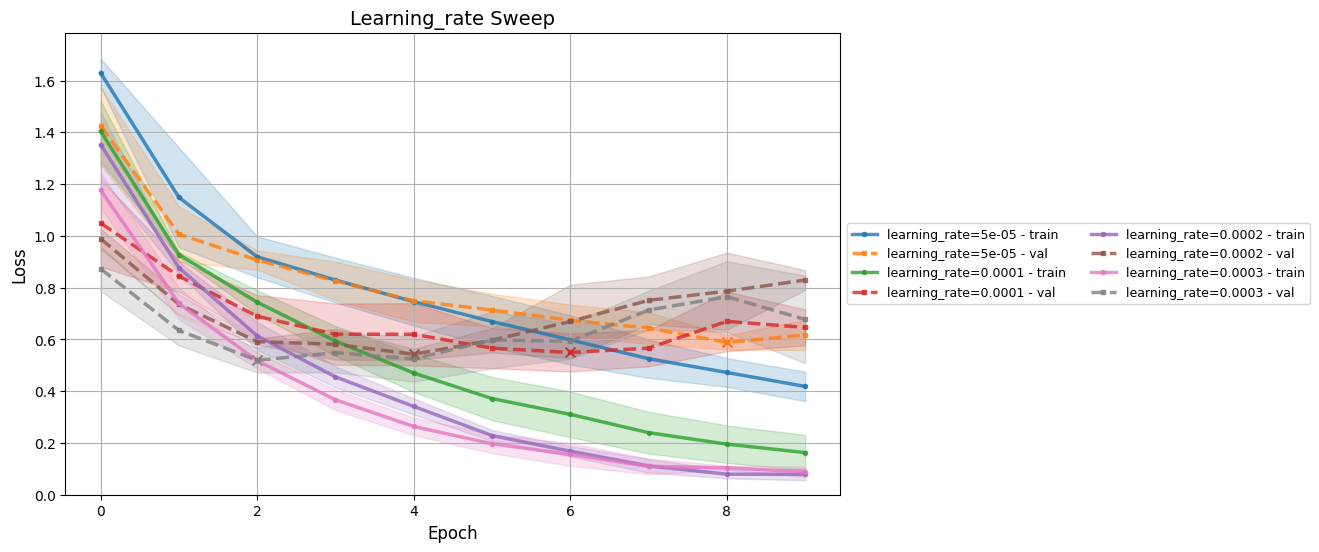 Learning_rate Sweep
Loss
1.6
1.4
1.2
1.0
0.8
0.6
0.4
0.2
0.0
0 2 4 6 8
Epoch
learning_rate=5e-05 - train
learning_rate=5e-05 - val
learning_rate=0.0001 - train
learning_rate=0.0001 - val
learning_rate=0.0002 - train
learning_rate=0.0002 - val
learning_rate=0.0003 - train
learning_rate=0.0003 - val